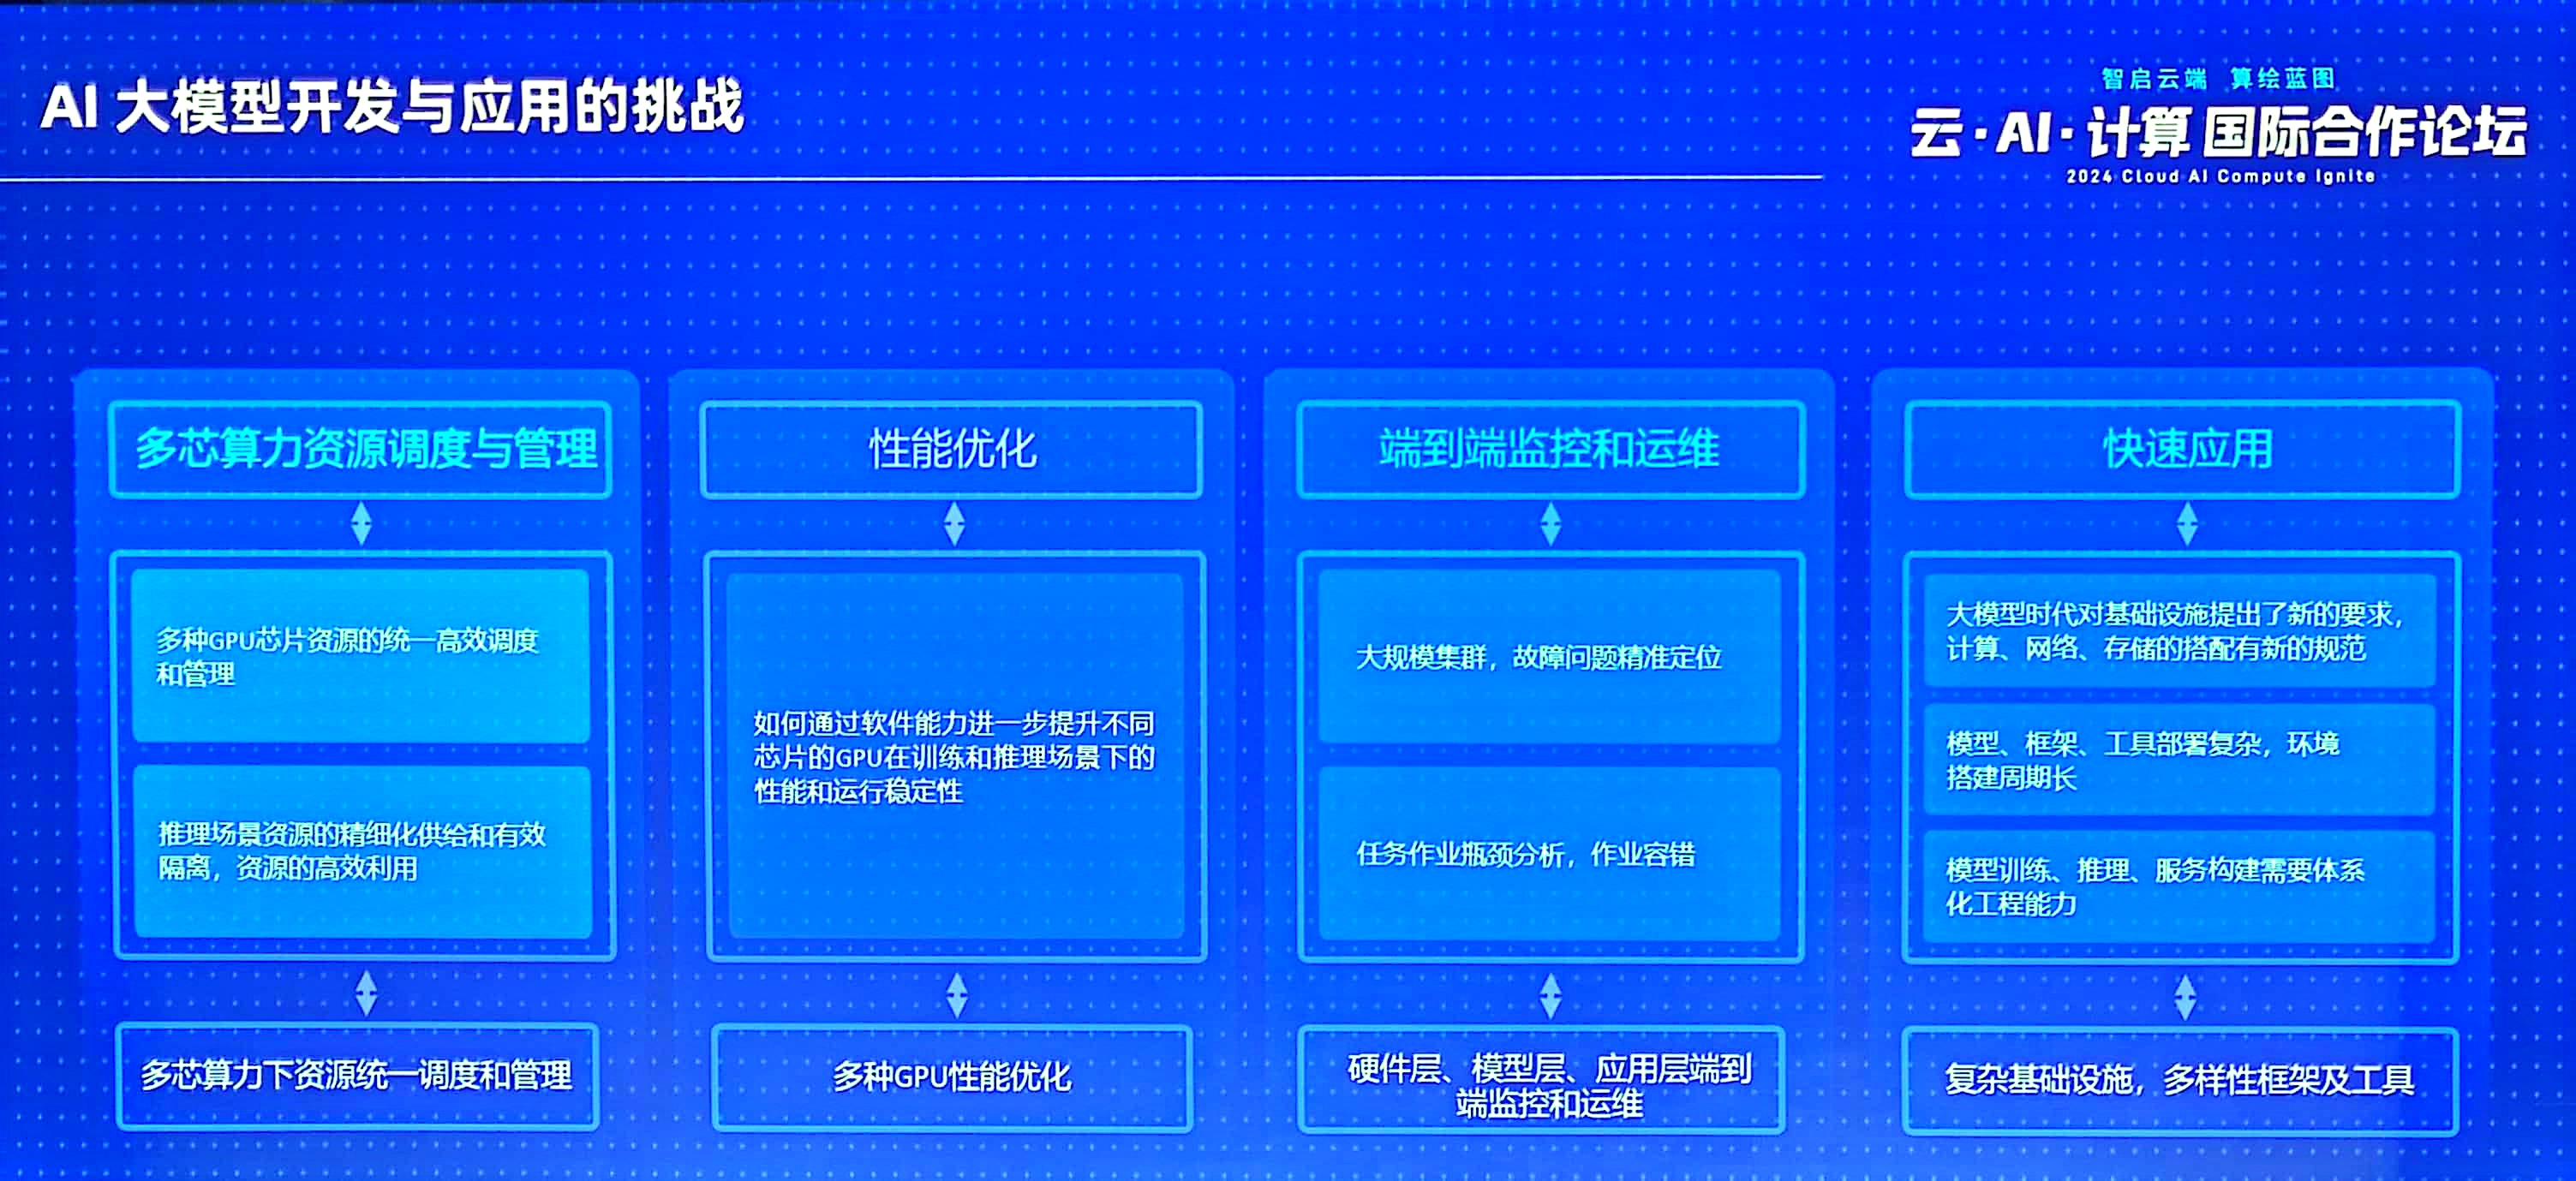 AI 大模型开发与应用的挑战
智启云端 算绘蓝图
云·AI·计算 国际合作论坛
2024 Cloud AI Compute Ignite
多芯算力资源调度与管理
多种GPU芯片资源的统一高效调度
和管理
推理场景资源的精细化供给和有效
隔离，资源的高效利用
多芯算力下资源统一调度和管理
性能优化
如何通过软件能力进一步提升不同
芯片的GPU在训练和推理场景下的
性能和运行稳定性
多种GPU性能优化
端到端监控和运维
大规模集群，故障问题精准定位
任务作业瓶颈分析，作业容错
硬件层、模型层、应用层端到
端监控和运维
快速应用
大模型时代对基础设施提出了新的要求，
计算、网络、存储的搭配有新的规范
模型、框架、工具部署复杂，环境
搭建周期长
模型训练、推理、服务构建需要体系
化工程能力
复杂基础设施，多样性框架及工具